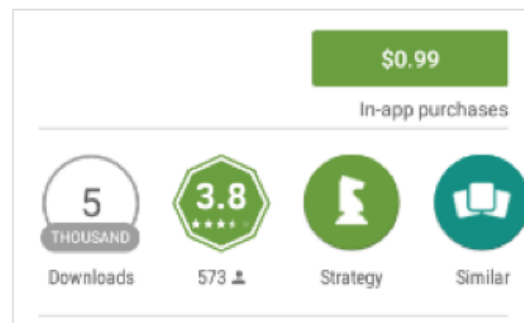 $0.99
In-app purchases
5
THOUSAND
Downloads
3.8
573
Strategy
Similar